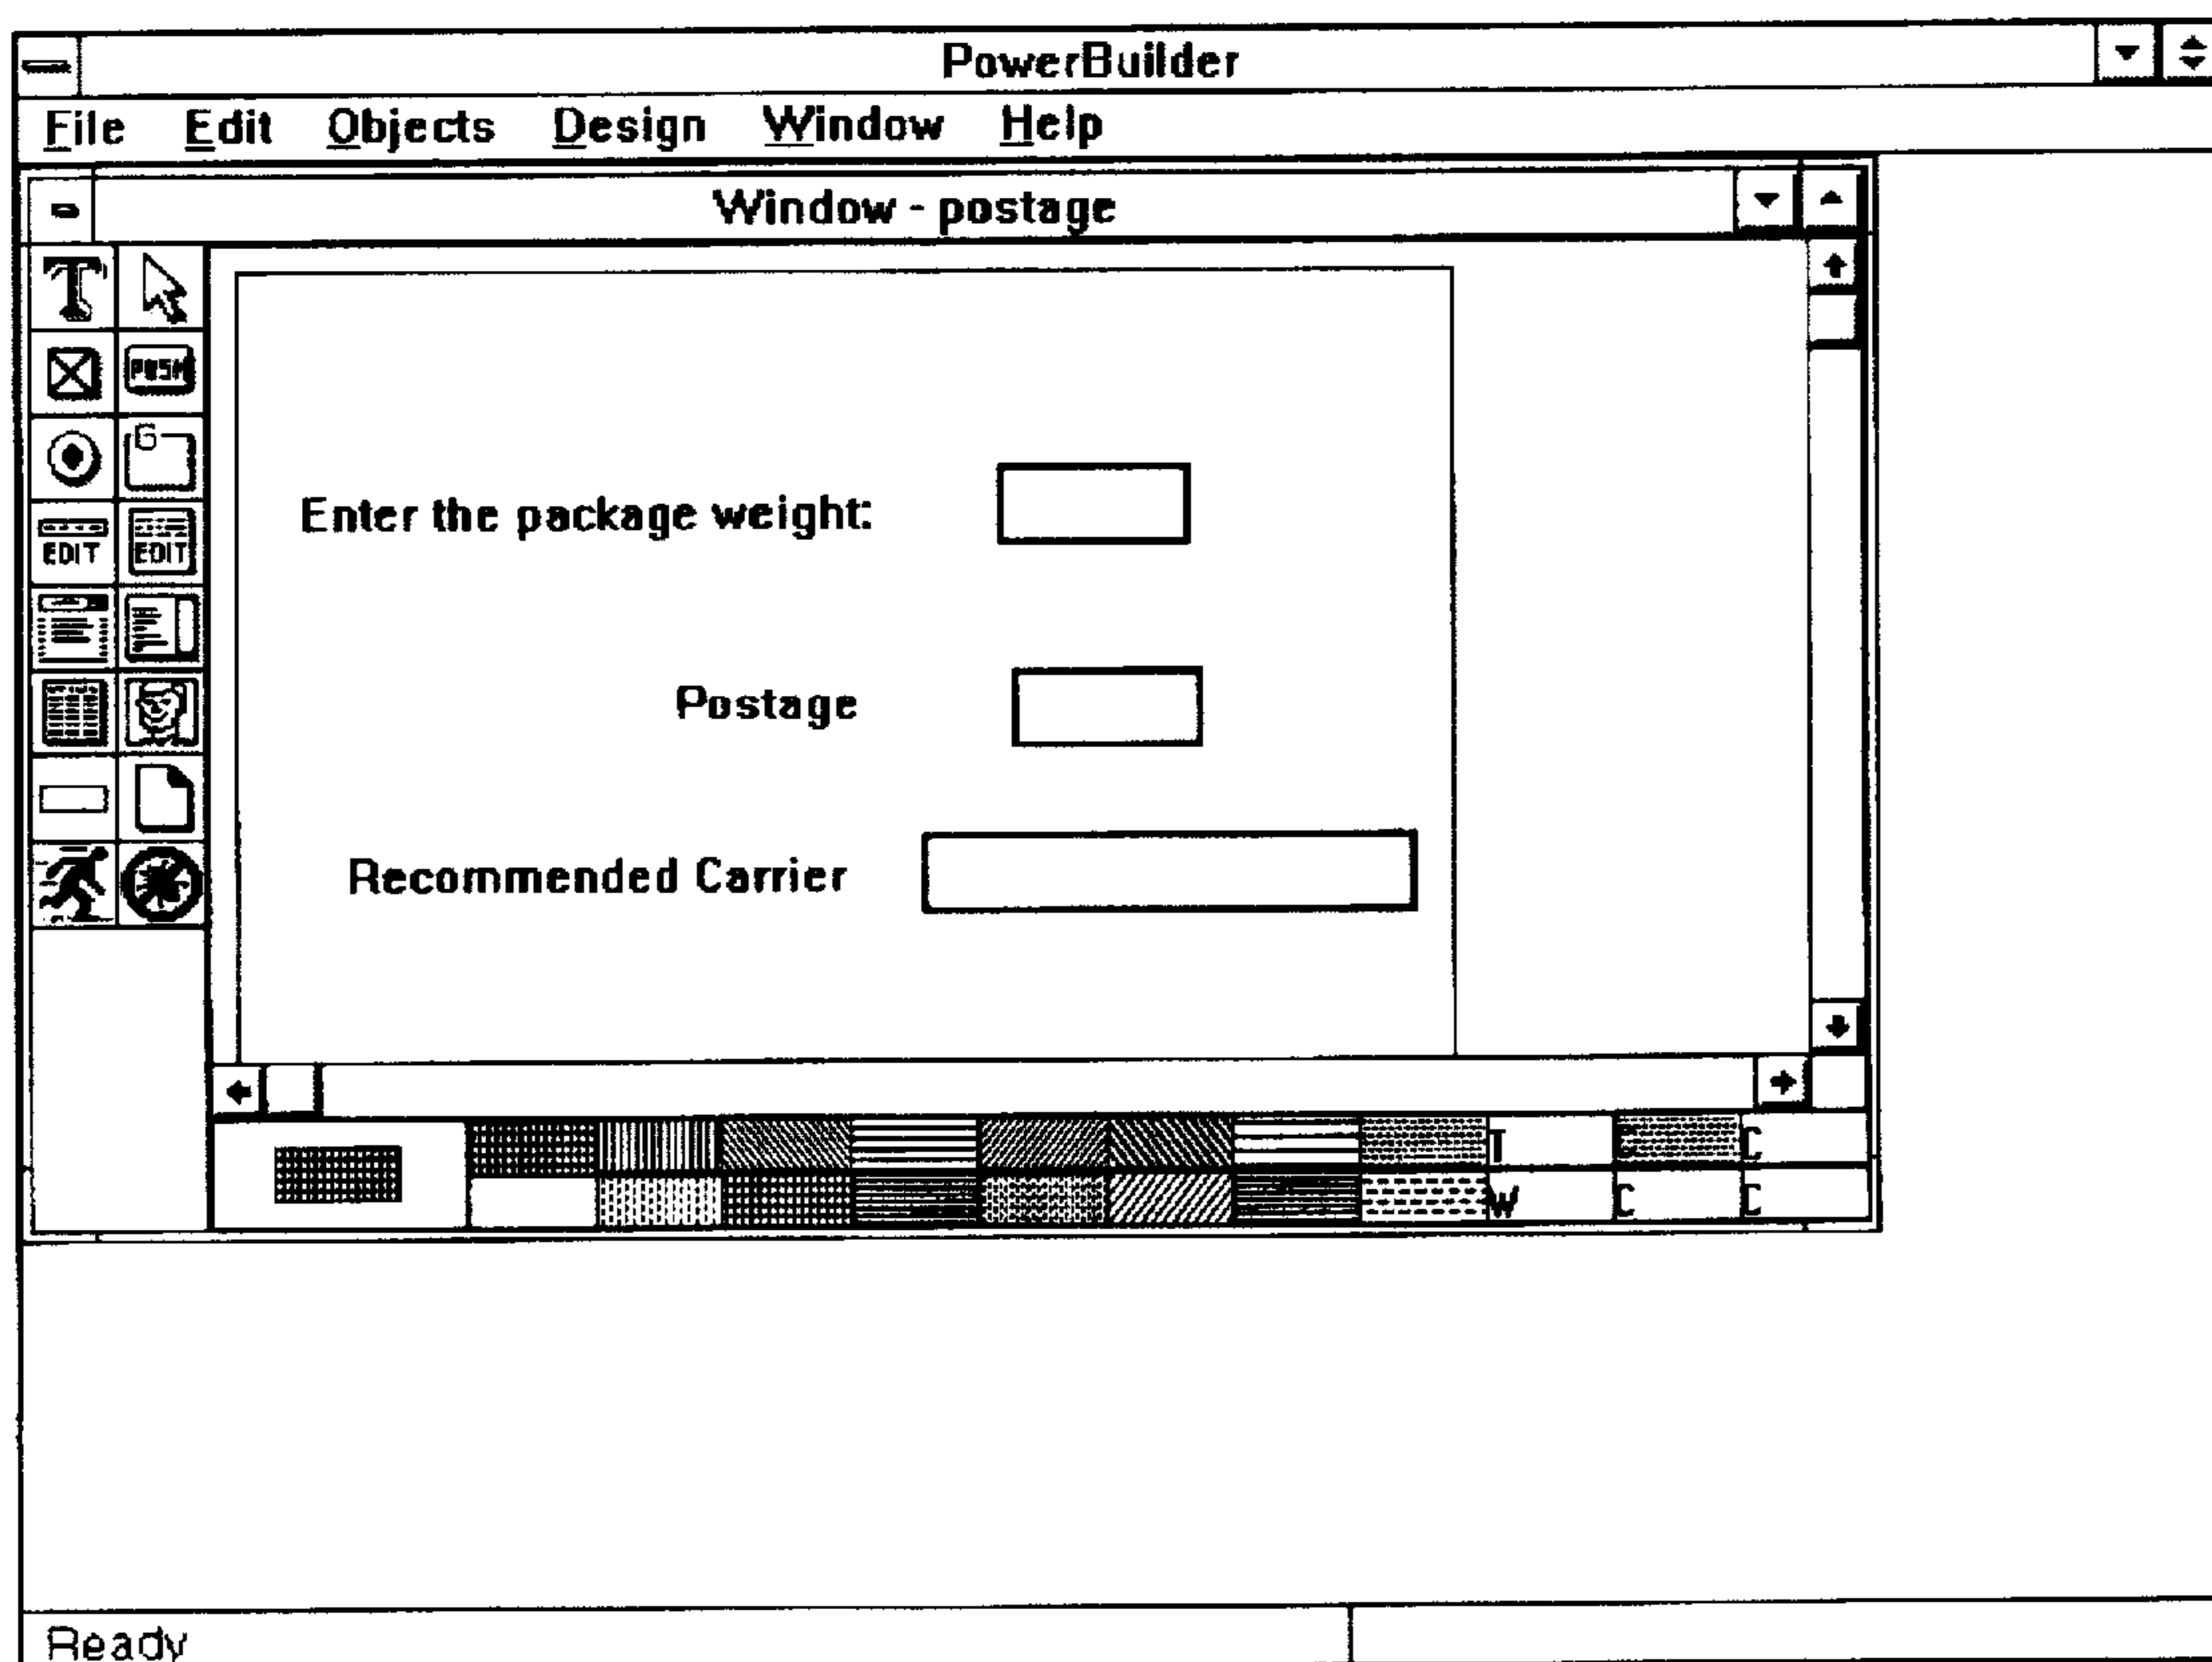 PowerBuilder
File Edit Objects Design Window Help
Window - postage
T
PUSH
G
EDIT EDIT
Enter the package weight:
Postage
Recommended Carrier
T B C
W C C
Ready